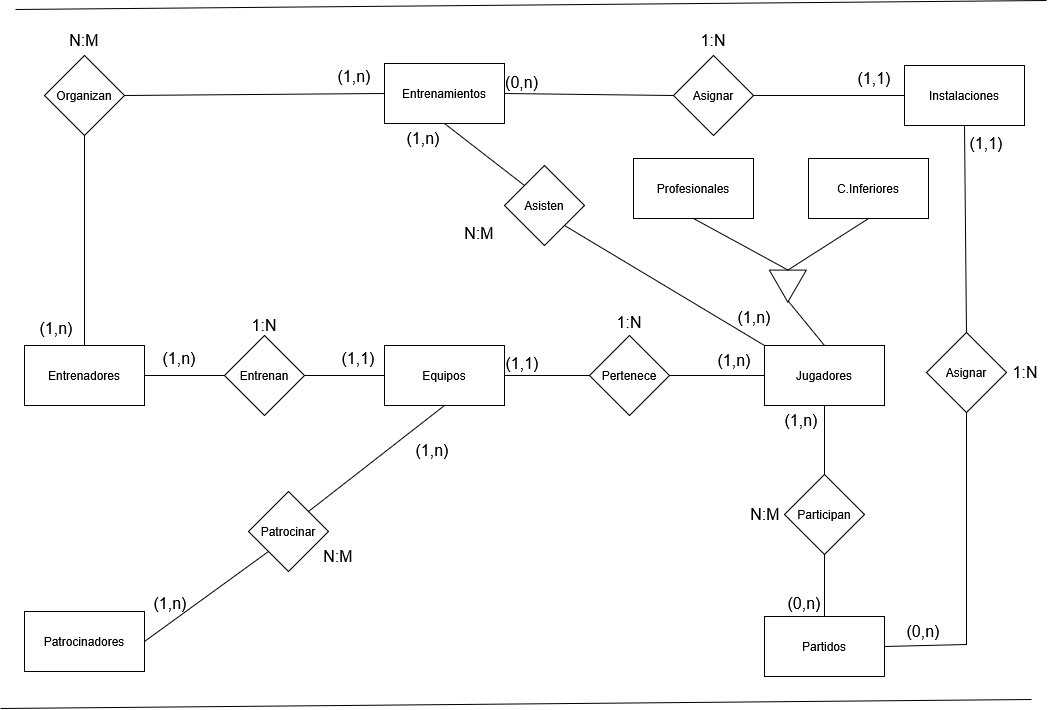 N:M
1:N
Organizan
(1,n)
Entrenamientos
(0,n)
Asignar
(1,1)
Instalaciones
(1,n)
(1,1)
Profesionales
C.Inferiores
Asisten
N:M
(1,n)
(1,n)
1:N
1:N
(1,n)
Entrenadores
(1,n)
Entrenan
(1,1)
Equipos
(1,1)
Pertenece
(1,n)
Jugadores
Asignar
1:N
(1,n)
(1,n)
N:M
Participan
Patrocinar
N:M
(1,n)
(0,n)
(0,n)
Patrocinadores
Partidos